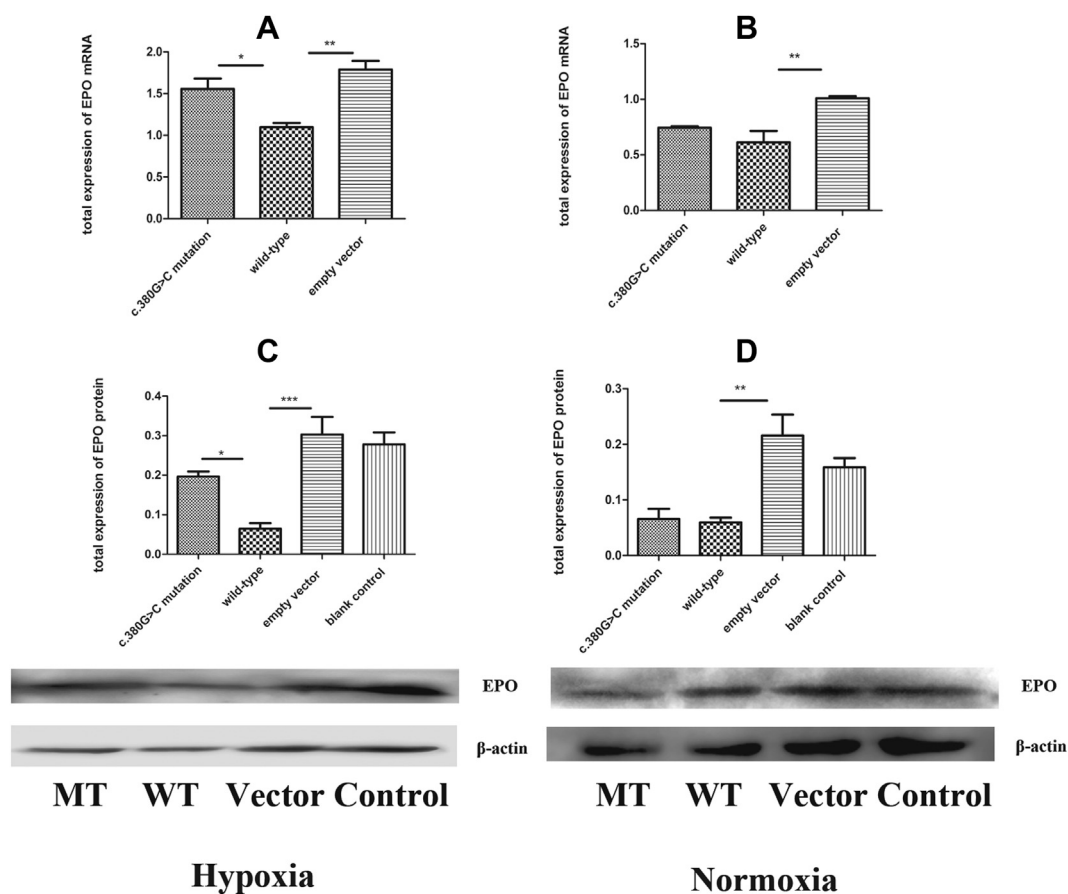 A
total expression of EPO mRNA
2.0
1.5
1.0
0.5
0.0
*
**
c.380G>C mutation
wild-type
empty vector
B
total expression of EPO mRNA
1.5
1.0
0.5
0.0
**
c.380G>C mutation
wild-type
empty vector
C
total expression of EPO protein
0.4
0.3
0.2
0.1
0.0
*
***
c.380G>C mutation
wild-type
empty vector
blank control
D
total expression of EPO protein
0.3
0.2
0.1
0.0
**
c.380G>C mutation
wild-type
empty vector
blank control
EPO
β-actin
MT WT Vector Control
Hypoxia
EPO
β-actin
MT WT Vector Control
Normoxia